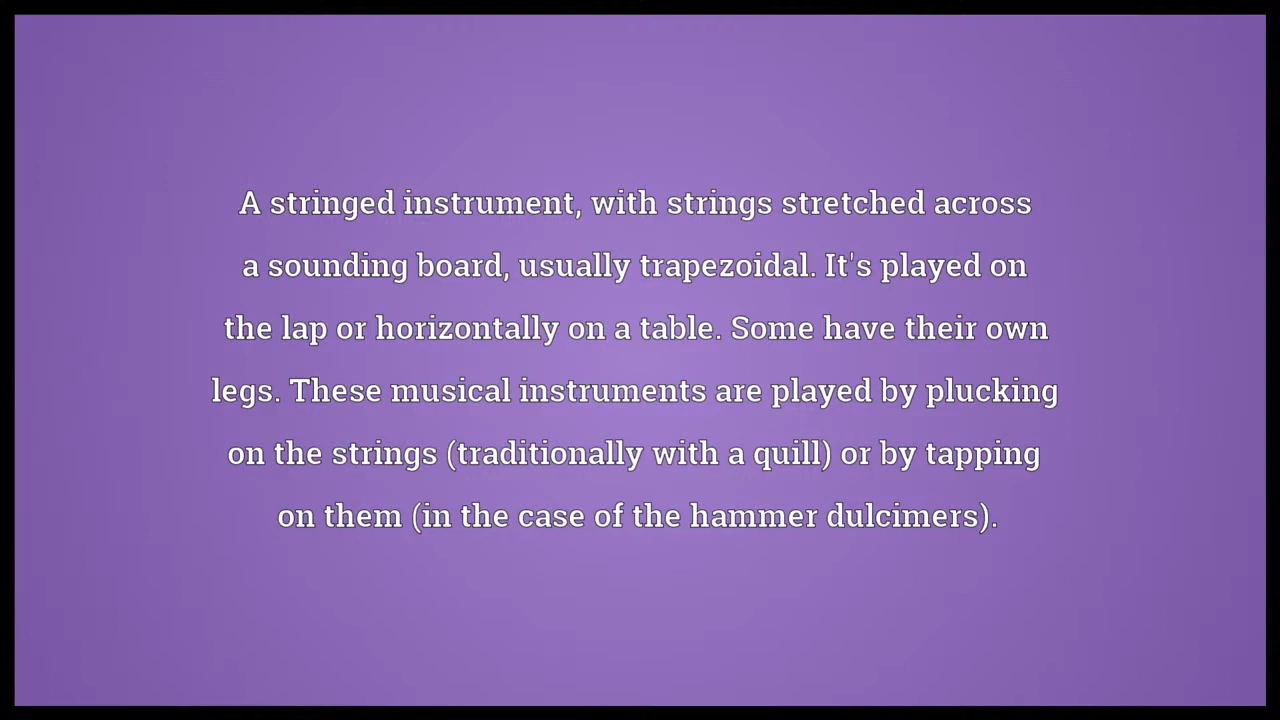 A stringed instrument, with strings stretched across
a sounding board, usually trapezoidal. It's played on
the lap or horizontally on a table. Some have their own
legs. These musical instruments are played by plucking
on the strings (traditionally with a quill) or by tapping
on them (in the case of the hammer dulcimers).